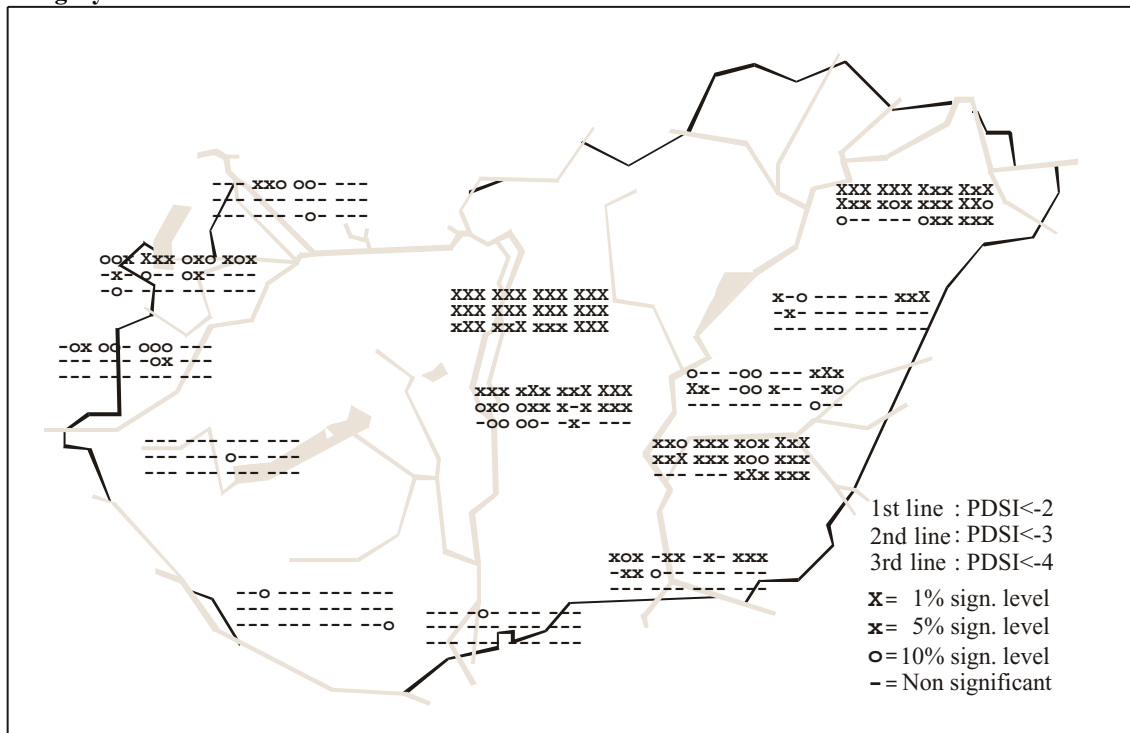 --- xxo oo- ---
--- --- --- ---
--- --- -o- ---
XXX XXX Xxx XxX
Xxx xox xxx XXo
o-- --- oxx xxx
oox Xxx oxo xox
-x- o-- ox- ---
-o- --- --- ---
XXX XXX XXX XXX
XXX XXX XXX XXX
xXX xxX xxx XXX
x-o --- --- xxX
-x- --- --- ---
--- --- --- ---
-ox oo- ooo ---
--- --- -ox ---
--- --- --- ---
xxx xXx xxX XXX
oxo oxx x-x xxx
-oo oo- -x- ---
o-- -oo --- xXx
Xx- -oo x-- -xo
--- --- --- o--
--- --- --- ---
--- --- o-- ---
--- --- --- ---
xxo xxx xox XxX
xxX xxx xoo xxx
--- --- xXx xxx
xox -xx -x- xxx
-xx o-- --- ---
--- --- --- ---
--o --- --- ---
--- --- --- ---
--- --- --- --o
--- -o- --- ---
--- --- --- ---
--- --- --- ---
1st line : PDSI<-2
2nd line : PDSI<-3
3rd line : PDSI<-4
X= 1% sign. level
x= 5% sign. level
o=10% sign. level
-= Non significant